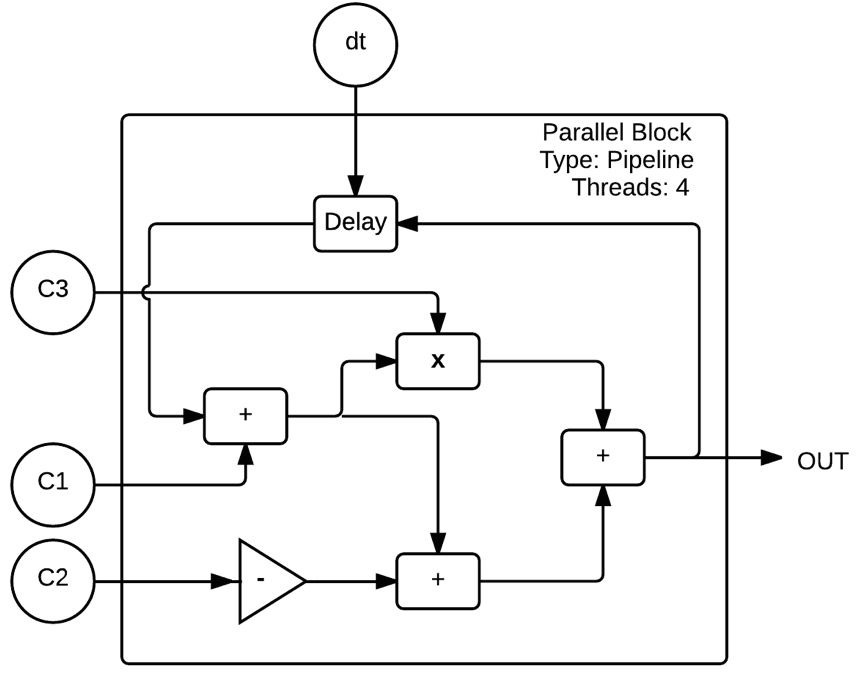 dt
Parallel Block
Type: Pipeline
Threads: 4
Delay
C3
x
+
C1
+
OUT
C2
-
+